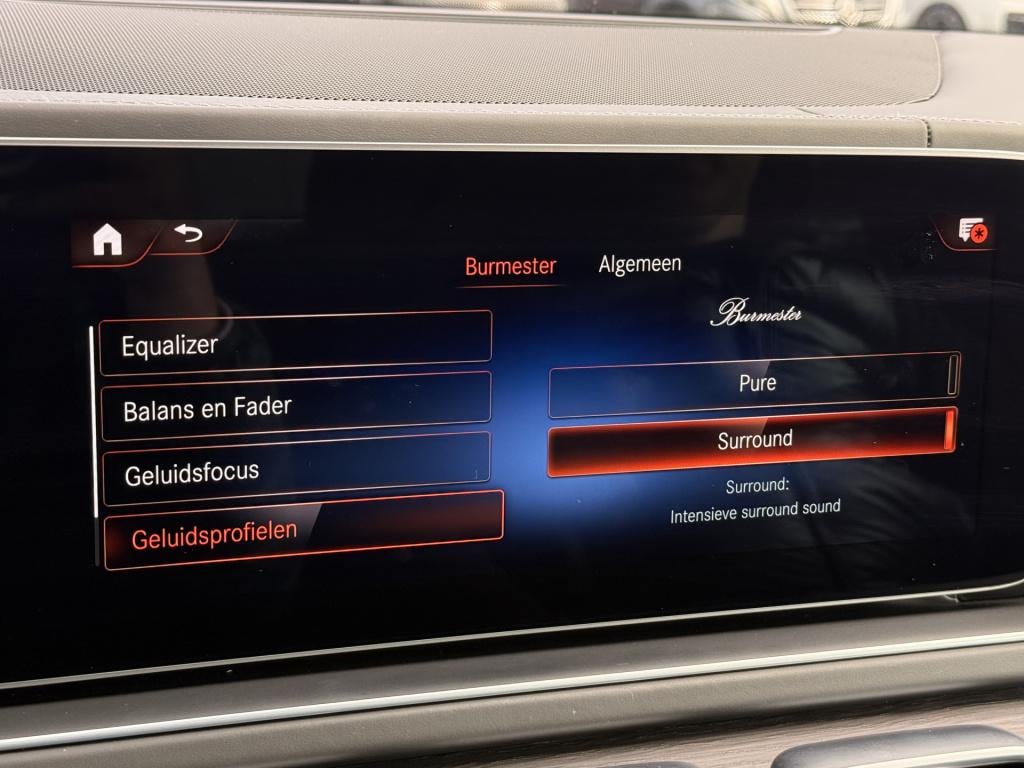 Burmester Algemeen
Burmester
Equalizer
Balans en Fader
Geluidsfocus
Geluidsprofielen
Pure
Surround
Surround:
Intensieve surround sound